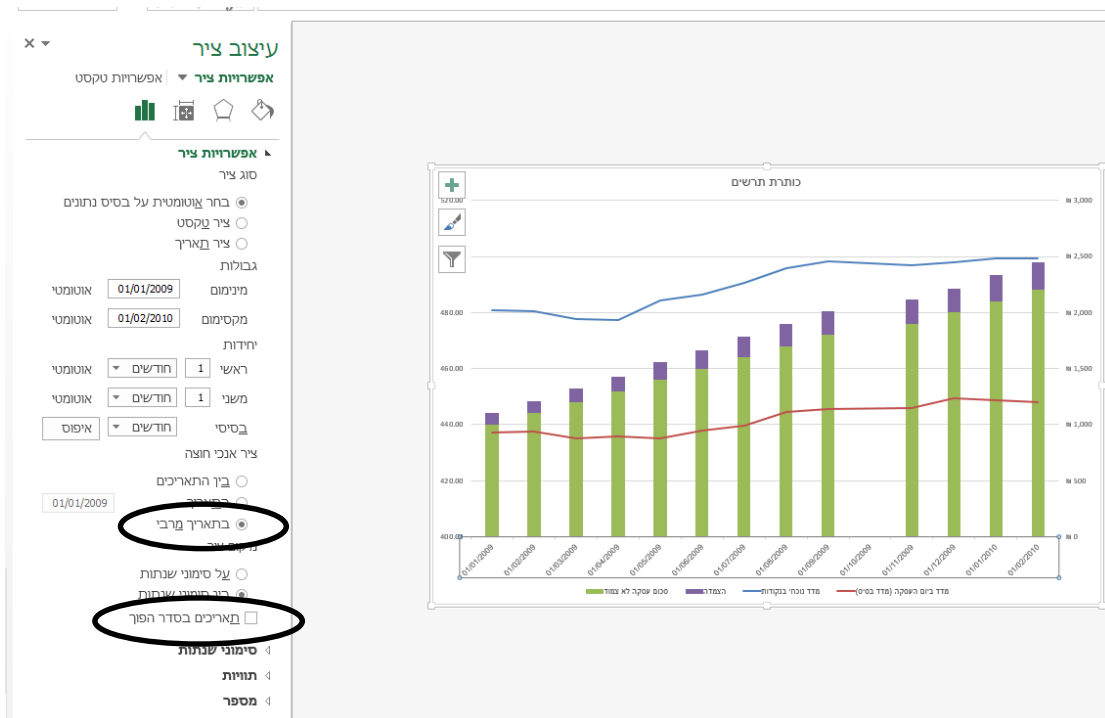 עיצוב ציר
אפשרויות ציר
אפשרויות טקסט
אפשרויות ציר
סוג ציר
בחר אוטומטית על בסיס נתונים
ציר טקסט
ציר תאריך
גבולות
מינימום 01/01/2009 אוטומטי
מקסימום 01/02/2010 אוטומטי
יחידות
ראשי 1 חודשים אוטומטי
משני 1 חודשים אוטומטי
בסיסי חודשים איפוס
ציר אנכי חוצה
בין התאריכים
01/01/2009
בתאריך מרבי
מיקום ציר
על סימוני שנתות
בין סימוני שנתות
תאריכים בסדר הפוך
סימוני שנתות
תוויות
מספר
כותרת תרשים
520.00
480.00
460.00
440.00
420.00
400.00
₪ 3,000
₪ 2,500
₪ 2,000
₪ 1,500
₪ 1,000
₪ 500
₪ 0
01/01/2009
01/02/2009
01/03/2009
01/04/2009
01/05/2009
01/06/2009
01/07/2009
01/08/2009
01/09/2009
01/10/2009
01/11/2009
01/12/2009
01/01/2010
01/02/2010
סכום עסקה לא צמוד
הצמדה
מדד נוכחי בנקודות
מדד ביום העסקה (מדד בסיס)